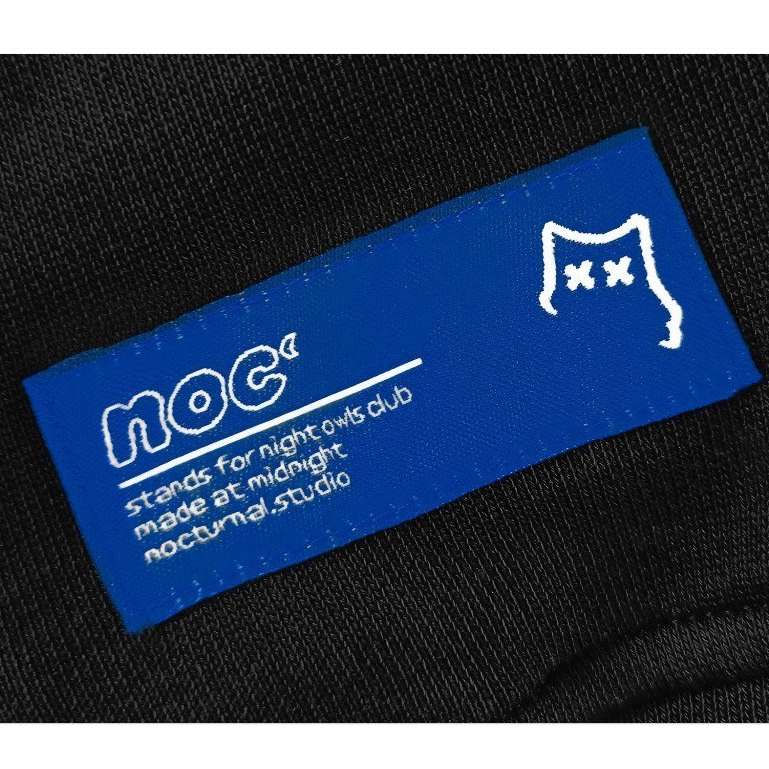 noc‘
stands for night owls club
made at midnight
nocturnal.studio